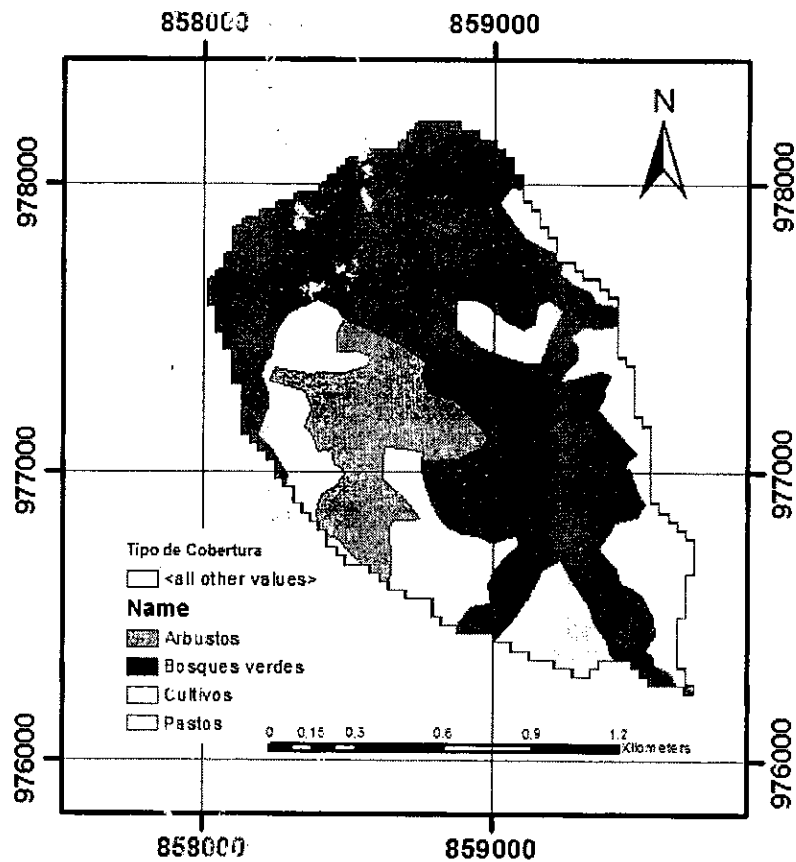 858000 859000
N
978000 978000
977000 977000
Tipo de Cobertura
<all other values>
Name
Arbustos
Bosques verdes
Cultivos
Pastos
0 0.15 0.3 0.6 0.9 1.2
Kilometers
976000 976000
858000 859000